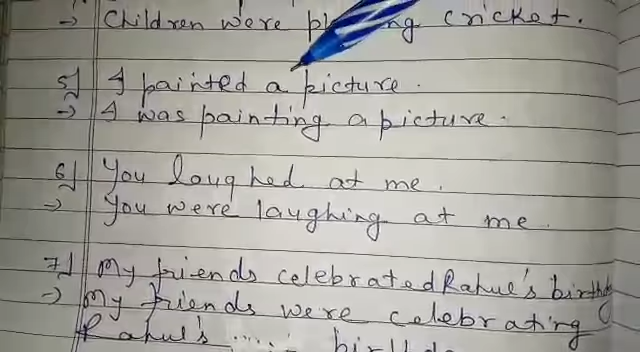 → Children were playing cricket.
5) I painted a picture.
→ I was painting a picture.
6) You laughed at me.
→ You were laughing at me.
7) My friends celebrated Rahul's birthday
→ My friends were celebrating
Rahul's birthday